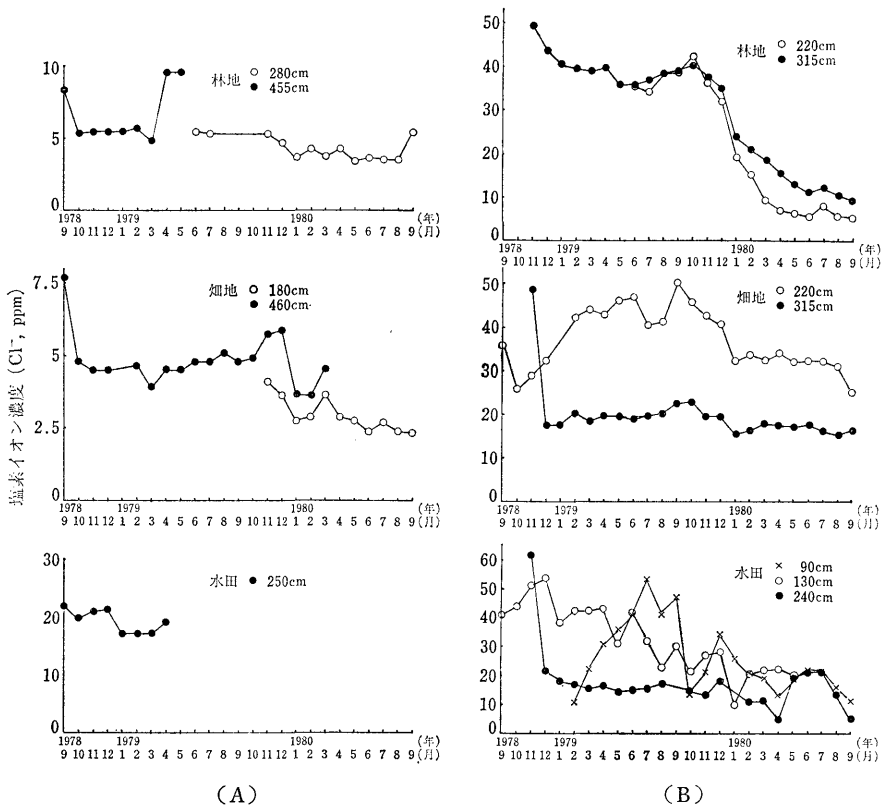 塩素イオン濃度 (Cl⁻, ppm)
10
5
0
林地
○ 280cm
● 455cm
1978 1979 1980 (年)
9 10 11 12 1 2 3 4 5 6 7 8 9 10 11 12 1 2 3 4 5 6 7 8 9 (月)
7.5
5
2.5
0
畑地
○ 180cm
● 460cm
1978 1979 1980 (年)
9 10 11 12 1 2 3 4 5 6 7 8 9 10 11 12 1 2 3 4 5 6 7 8 9 (月)
30
20
10
0
水田 ● 250cm
1978 1979 1980 (年)
9 10 11 12 1 2 3 4 5 6 7 8 9 10 11 12 1 2 3 4 5 6 7 8 9 (月)
(A)
50
40
30
20
10
0
林地
○ 220cm
● 315cm
1978 1979 1980 (年)
9 10 11 12 1 2 3 4 5 6 7 8 9 10 11 12 1 2 3 4 5 6 7 8 9 (月)
50
40
30
20
10
0
畑地
○ 220cm
● 315cm
1978 1979 1980 (年)
9 10 11 12 1 2 3 4 5 6 7 8 9 10 11 12 1 2 3 4 5 6 7 8 9 (月)
60
50
40
30
20
10
0
水田
× 90cm
○ 130cm
● 240cm
1978 1979 1980 (年)
9 10 11 12 1 2 3 4 5 6 7 8 9 10 11 12 1 2 3 4 5 6 7 8 9 (月)
(B)